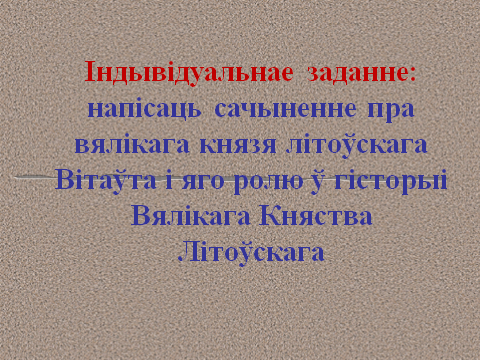 Індывідуальнае заданне:
напісаць сачыненне пра
вялікага князя літоўскага
Вітаўта і яго ролю ў гісторыі
Вялікага Княства
Літоўскага